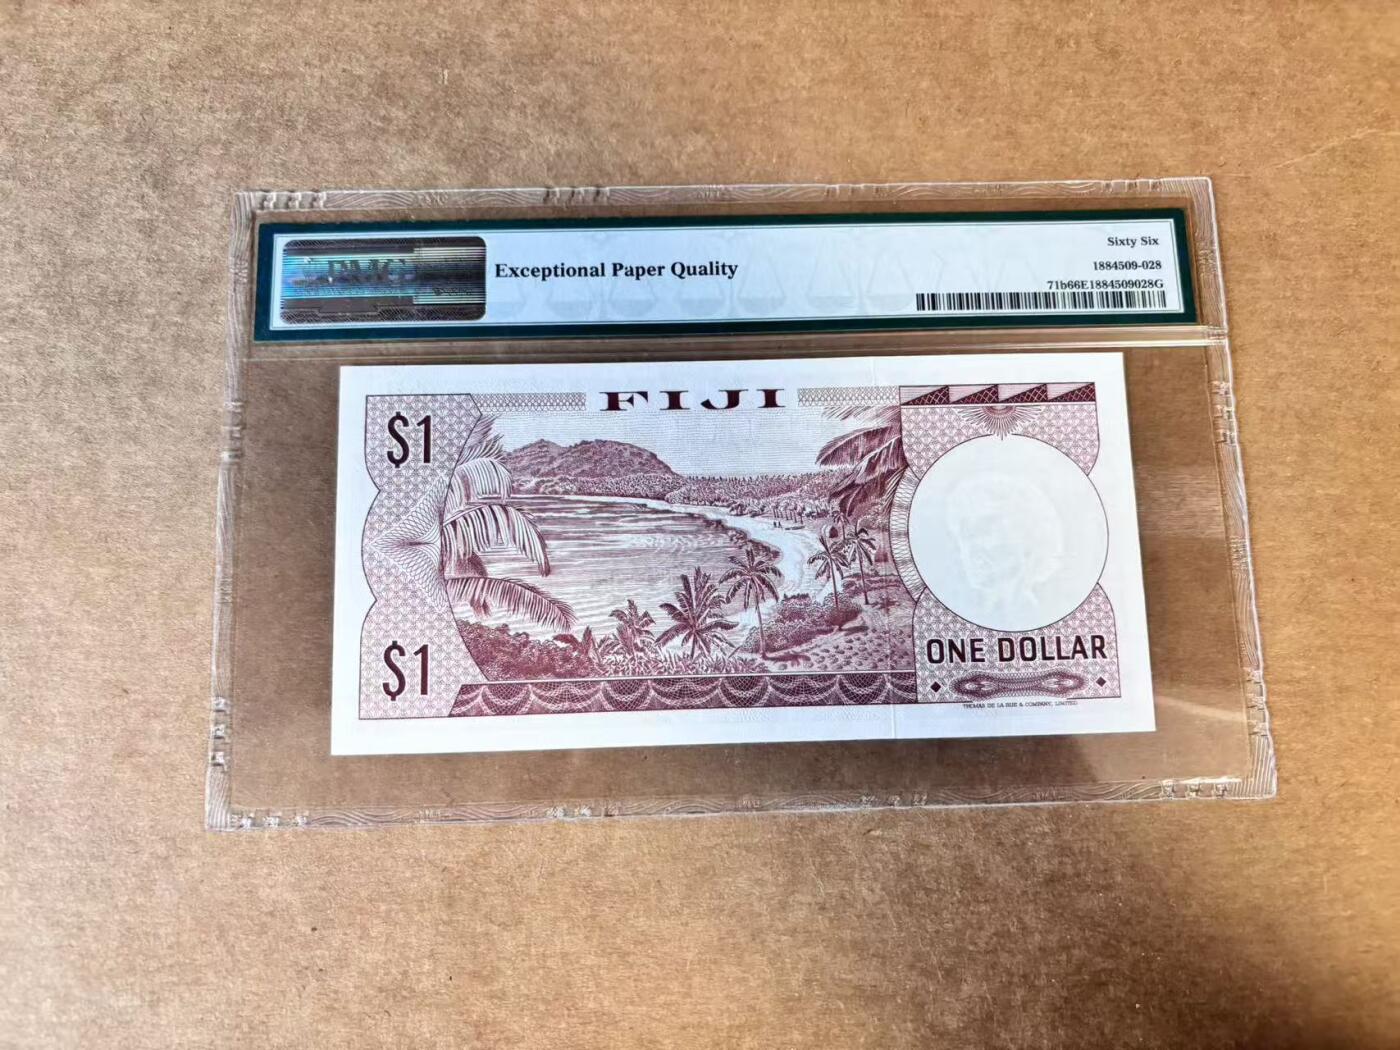 PMG
Exceptional Paper Quality
Sixty Six
1884509-028
71b66E1884509028G
FIJI
$1
$1
ONE DOLLAR
THOMAS DE LA RUE & COMPANY, LIMITED